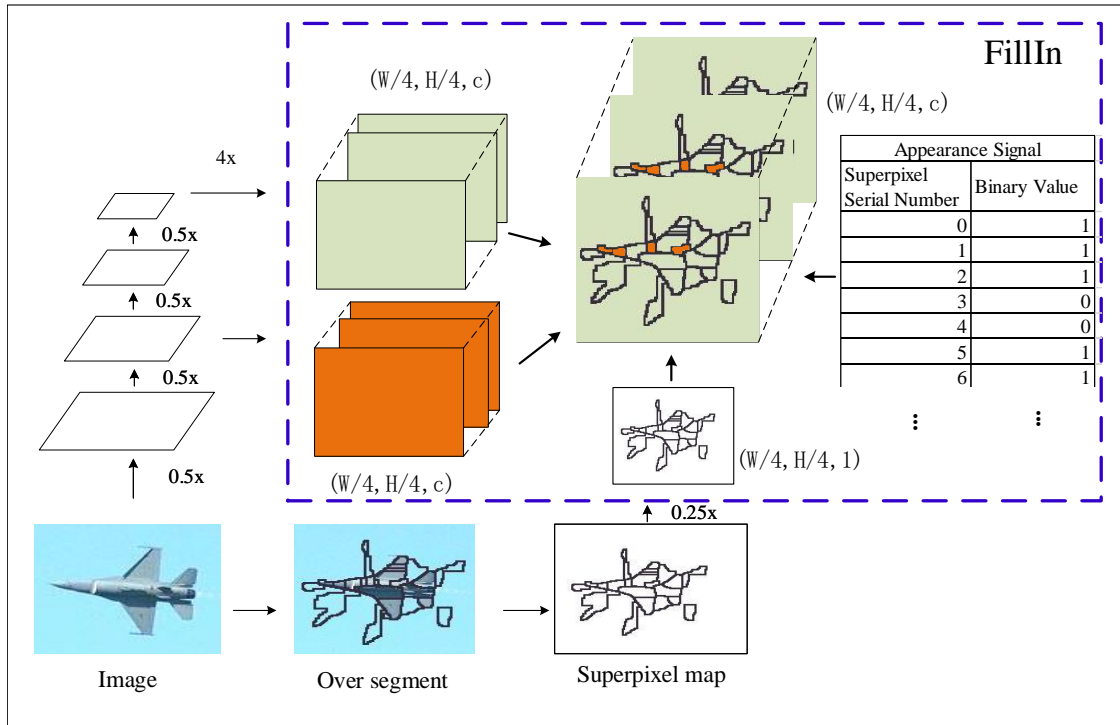 FillIn
(W/4, H/4, c)
(W/4, H/4, c)
4x
0.5x
0.5x
0.5x
0.5x
(W/4, H/4, c)
Appearance Signal
Superpixel
Serial Number
Binary Value
0 1
1 1
2 1
3 0
4 0
5 1
6 1
⋮ ⋮
(W/4, H/4, 1)
0.25x
Image
Over segment
Superpixel map